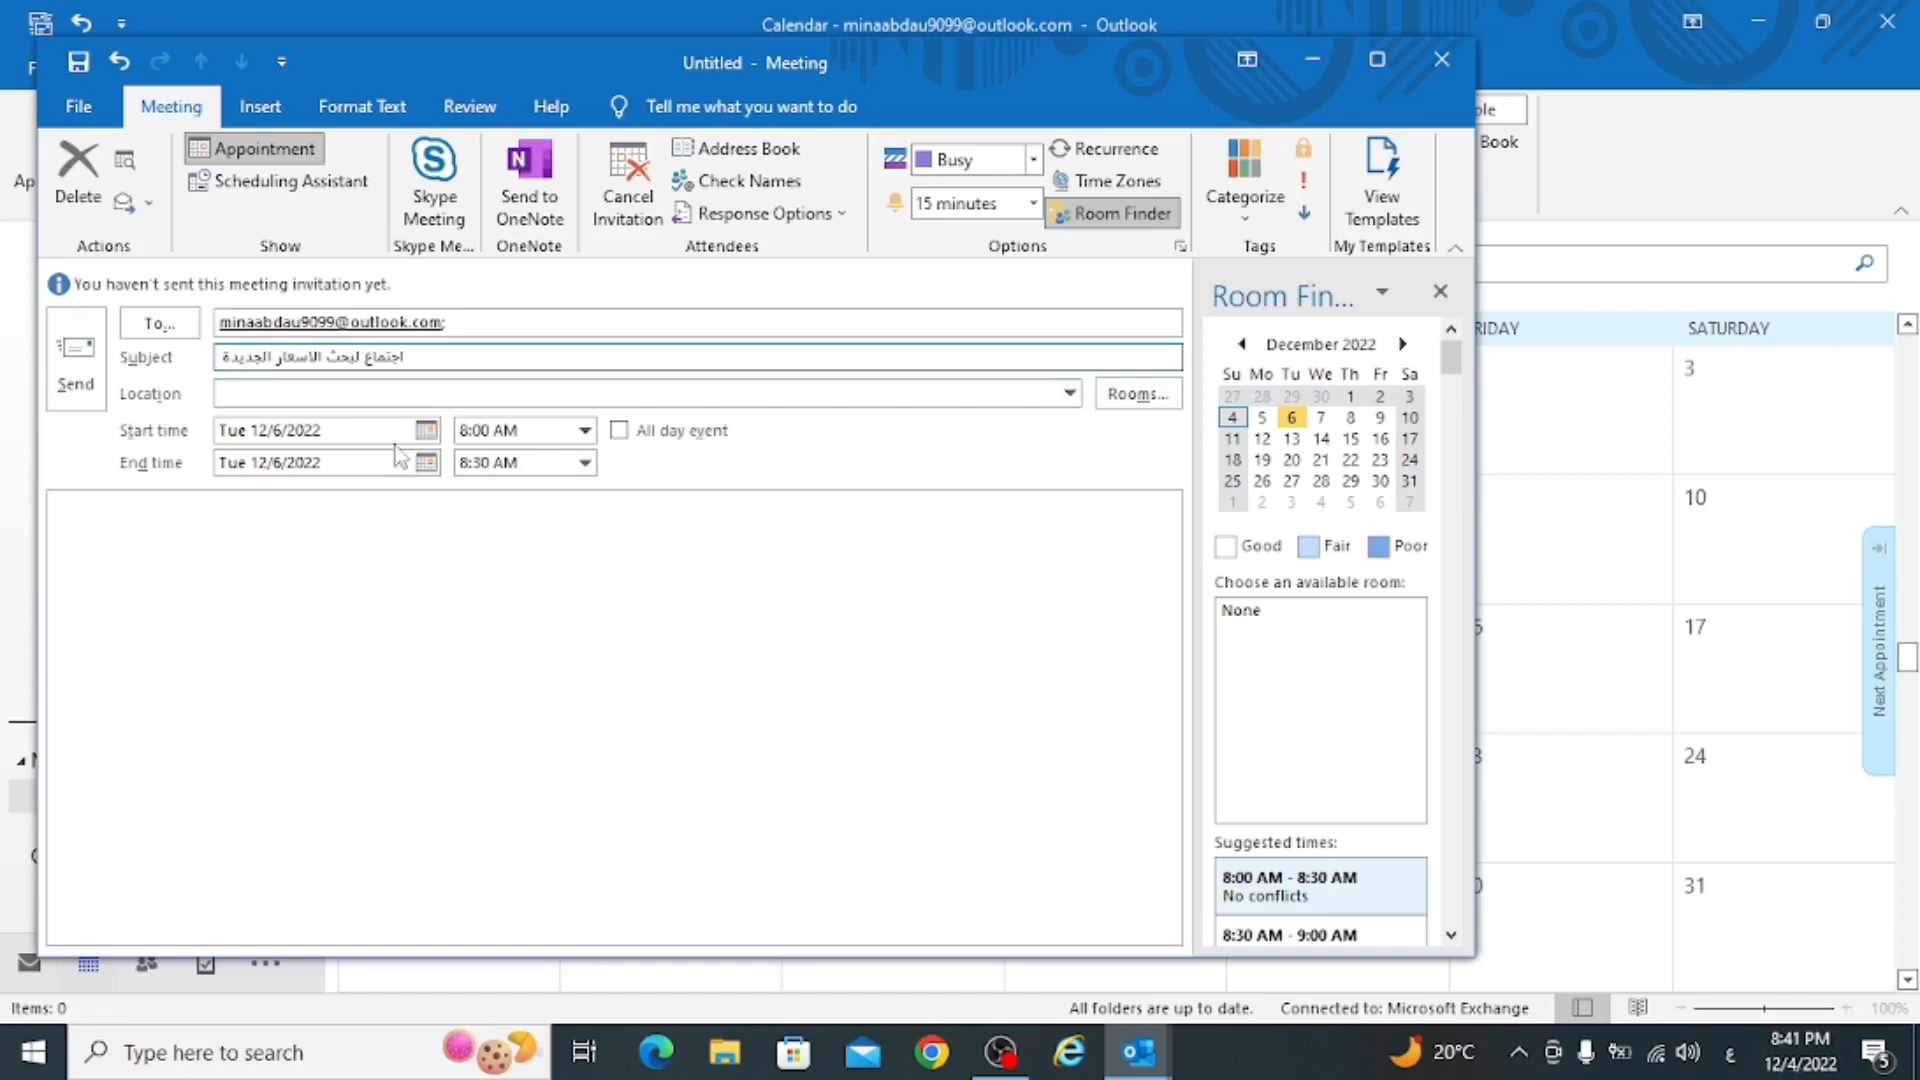 Calendar - minaabdau9099@outlook.com - Outlook
Untitled - Meeting
File Meeting Insert Format Text Review Help Tell me what you want to do
Delete
Actions
Appointment
Scheduling Assistant
Show
Skype Meeting
Skype Me...
Send to OneNote
OneNote
Cancel Invitation
Address Book
Check Names
Response Options
Attendees
Busy
15 minutes
Recurrence
Time Zones
Room Finder
Options
Categorize
Tags
View Templates
My Templates
Book
You haven't sent this meeting invitation yet.
Send
To... minaabdau9099@outlook.com;
Subject اجتماع لبحث الاسعار الجديدة
Location Rooms...
Start time Tue 12/6/2022 8:00 AM All day event
End time Tue 12/6/2022 8:30 AM
Room Fin...
December 2022
Su Mo Tu We Th Fr Sa
27 28 29 30 1 2 3
4 5 6 7 8 9 10
11 12 13 14 15 16 17
18 19 20 21 22 23 24
25 26 27 28 29 30 31
1 2 3 4 5 6 7
Good Fair Poor
Choose an available room:
None
Suggested times:
8:00 AM - 8:30 AM
No conflicts
8:30 AM - 9:00 AM
SATURDAY
3
10
17
24
31
Next Appointment
Items: 0
All folders are up to date. Connected to: Microsoft Exchange 100%
Type here to search
20°C
ع
8:41 PM
12/4/2022
5